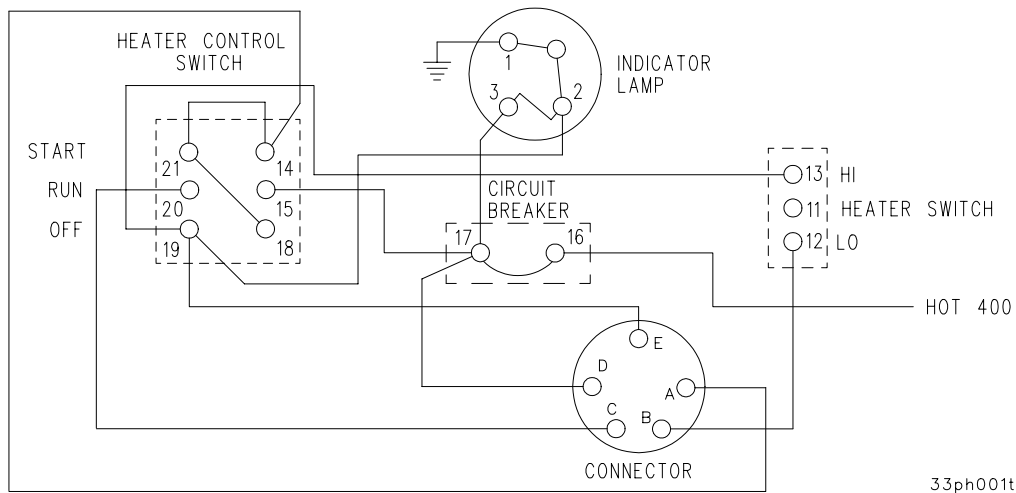 HEATER CONTROL
SWITCH
INDICATOR
LAMP
1
3
2
START
RUN
OFF
21
14
20
15
19
18
CIRCUIT
BREAKER
17
16
13 HI
11 HEATER SWITCH
12 LO
HOT 400
E
D
A
C
B
CONNECTOR
33ph001t